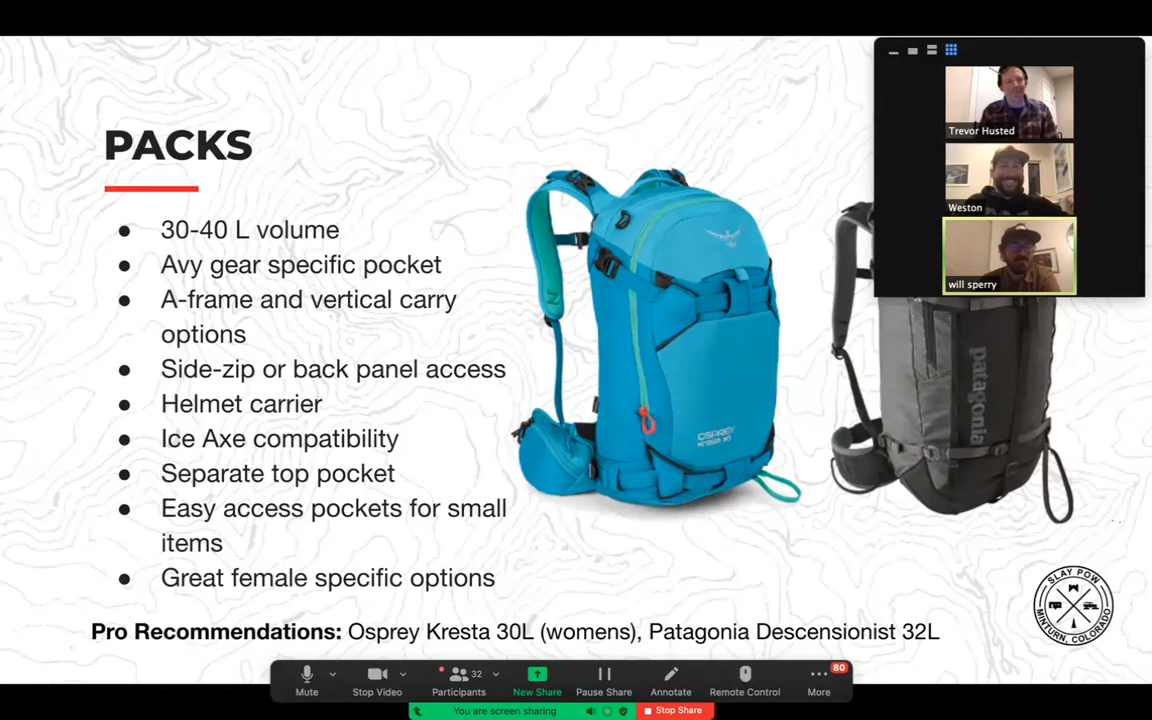 PACKS
● 30-40 L volume
● Avy gear specific pocket
● A-frame and vertical carry
options
● Side-zip or back panel access
● Helmet carrier
● Ice Axe compatibility
● Separate top pocket
● Easy access pockets for small
items
● Great female specific options
Pro Recommendations: Osprey Kresta 30L (womens), Patagonia Descensionist 32L
OSPREY
Kresta 30
patagonia
Trevor Husted
Weston
will sperry
SLAY POW
MINTURN, COLORADO
32
80
Mute
Stop Video
Participants
New Share
Pause Share
Annotate
Remote Control
More
You are screen sharing
Stop Share